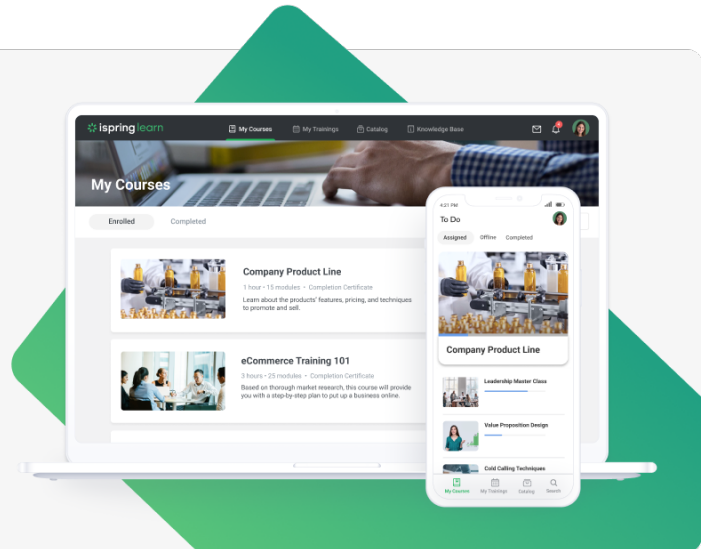 ispring learn
My Courses
My Trainings
Catalog
Knowledge Base
My Courses
Enrolled
Completed
Company Product Line
1 hour • 15 modules • Completion Certificate
Learn about the products' features, pricing, and techniques
to promote and sell.
eCommerce Training 101
3 hours • 25 modules • Completion Certificate
Based on thorough market research, this course will provide
you with a step-by-step plan to put up a business online.
4:21 PM
To Do
Assigned
Offline
Completed
Company Product Line
Leadership Master Class
Value Proposition Design
Cold Calling Techniques
My Courses
My Trainings
Catalog
Search